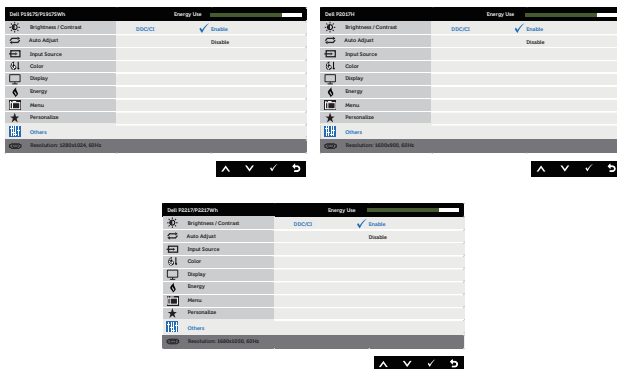 Dell P1917S/P1917SWh Energy Use
Brightness / Contrast DDC/CI Enable
Auto Adjust Disable
Input Source
Color
Display
Energy
Menu
Personalize
Others
Resolution: 1280x1024, 60Hz
Dell P2017H Energy Use
Brightness / Contrast DDC/CI Enable
Auto Adjust Disable
Input Source
Color
Display
Energy
Menu
Personalize
Others
Resolution: 1600x900, 60Hz
Dell P2217/P2217Wh Energy Use
Brightness / Contrast DDC/CI Enable
Auto Adjust Disable
Input Source
Color
Display
Energy
Menu
Personalize
Others
Resolution: 1680x1050, 60Hz